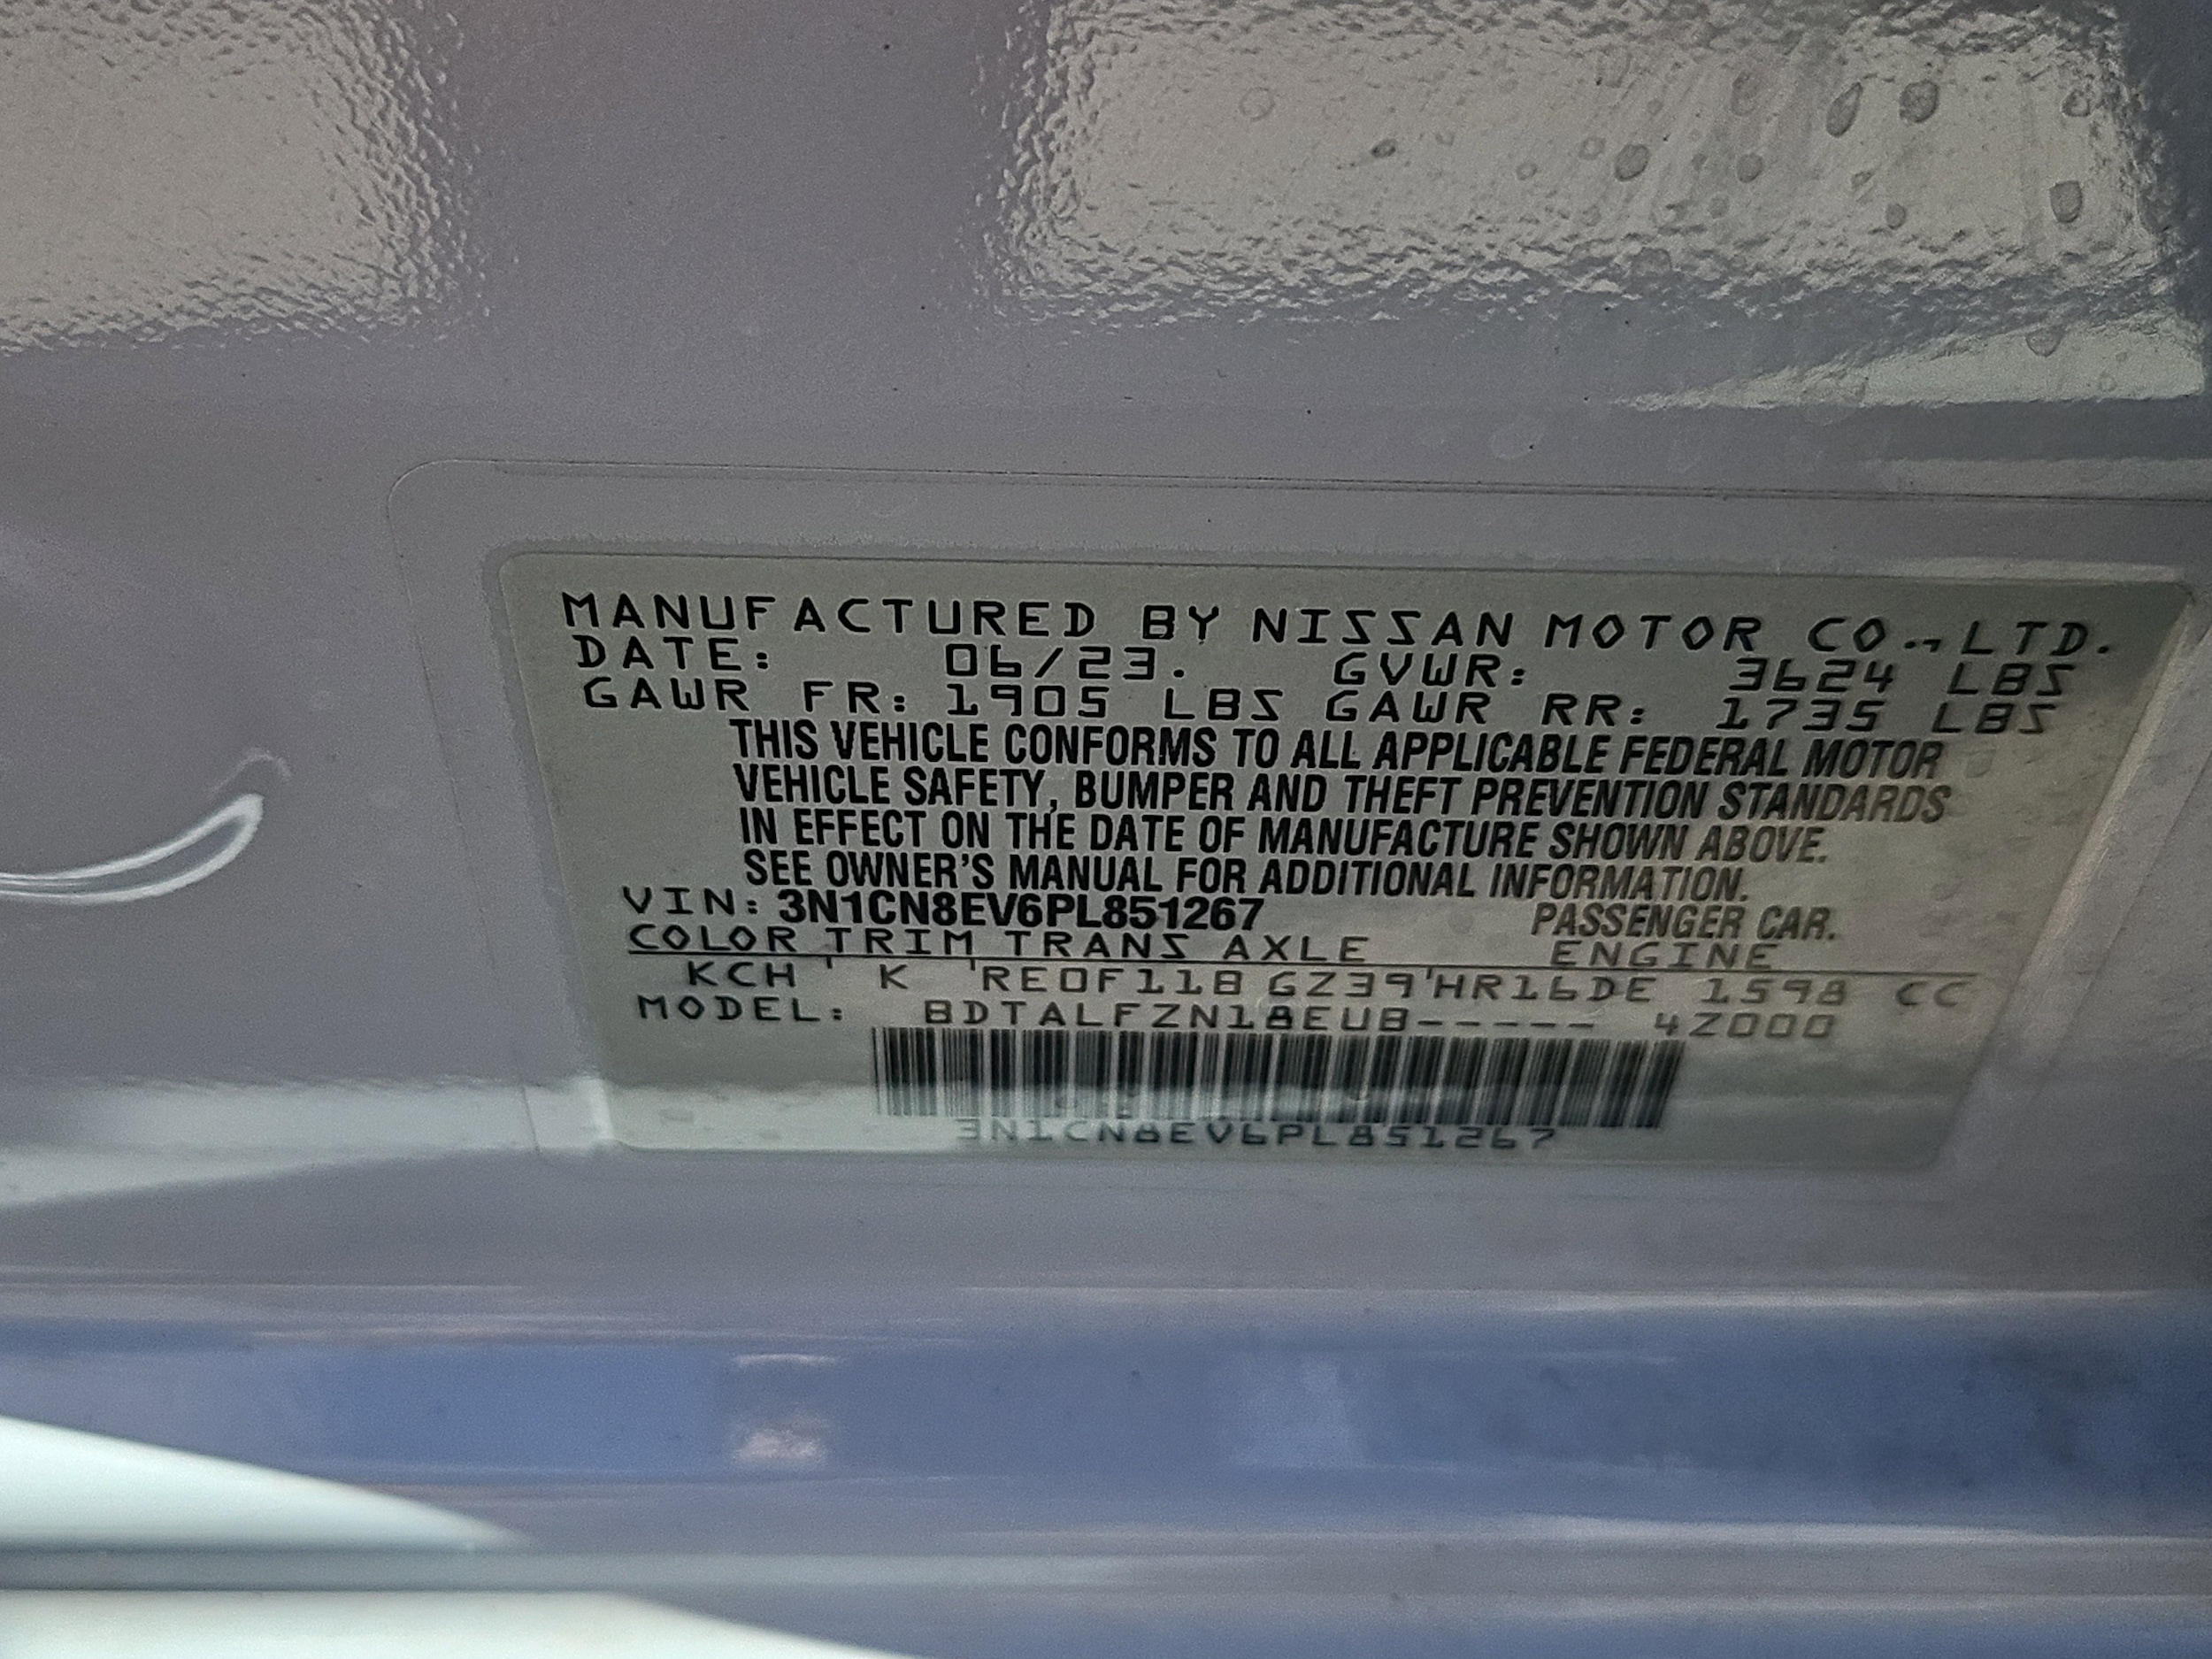 MANUFACTURED BY NISSAN MOTOR CO., LTD.
DATE: 06/23. GVWR: 3624 LBS
GAWR FR: 1905 LBS GAWR RR: 1735 LBS
THIS VEHICLE CONFORMS TO ALL APPLICABLE FEDERAL MOTOR
VEHICLE SAFETY, BUMPER AND THEFT PREVENTION STANDARDS
IN EFFECT ON THE DATE OF MANUFACTURE SHOWN ABOVE.
SEE OWNER'S MANUAL FOR ADDITIONAL INFORMATION.
VIN: 3N1CN8EV6PL851267 PASSENGER CAR.
COLOR TRIM TRANS AXLE ENGINE
KCH K RE0F11B GZ39 HR16DE 1598 CC
MODEL: BDTALFZN18EUB----- 4Z000
3N1CN8EV6PL851267